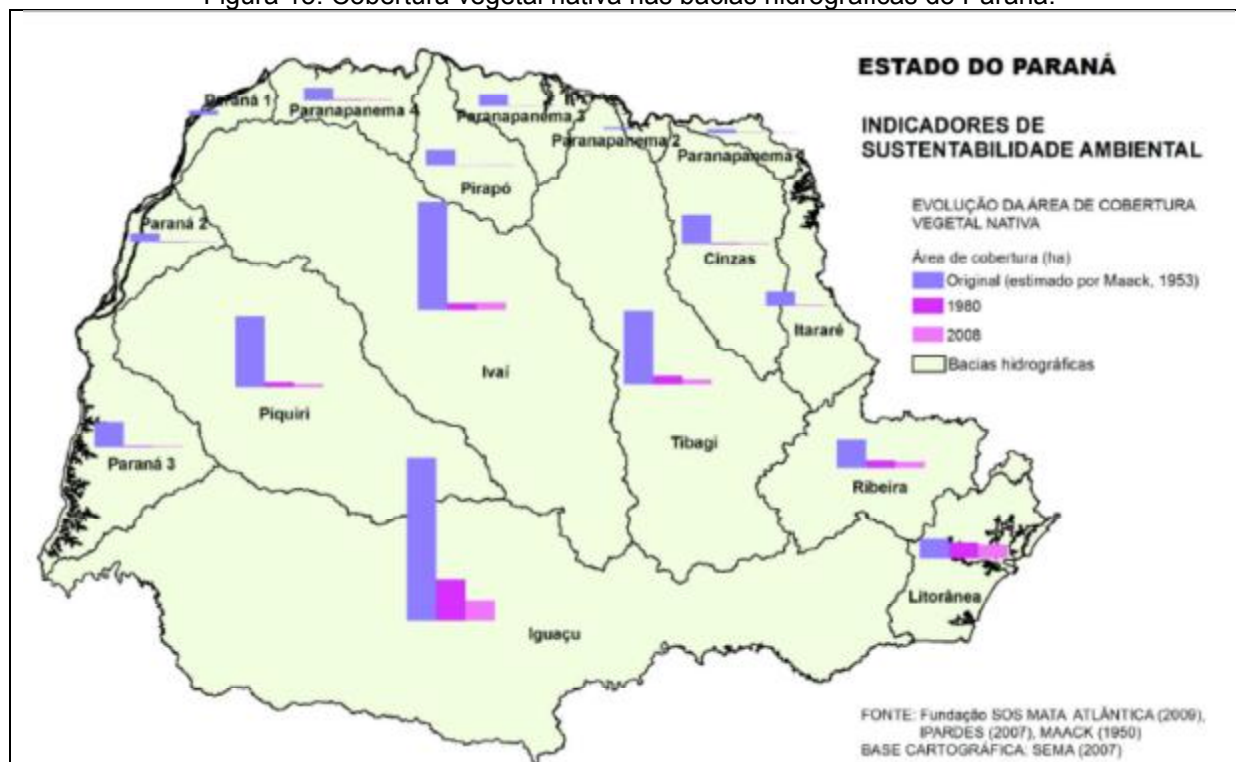 Figura 15: Cobertura vegetal nativa nas bacias hidrográficas do Paraná.
ESTADO DO PARANÁ
INDICADORES DE
SUSTENTABILIDADE AMBIENTAL
EVOLUÇÃO DA ÁREA DE COBERTURA
VEGETAL NATIVA
Área de cobertura (ha)
Original (estimado por Maack, 1953)
1980
2008
Bacias hidrográficas
Paraná 1
Paranapanema 4
Paranapanema 3
Paranapanema 2
Paranapanema
Pirapó
Paraná 2
Cinzas
Itararé
Ivaí
Piquiri
Tibagi
Paraná 3
Ribeira
Litorânea
Iguaçu
FONTE: Fundação SOS MATA ATLÂNTICA (2009),
IPARDES (2007), MAACK (1950)
BASE CARTOGRÁFICA: SEMA (2007)